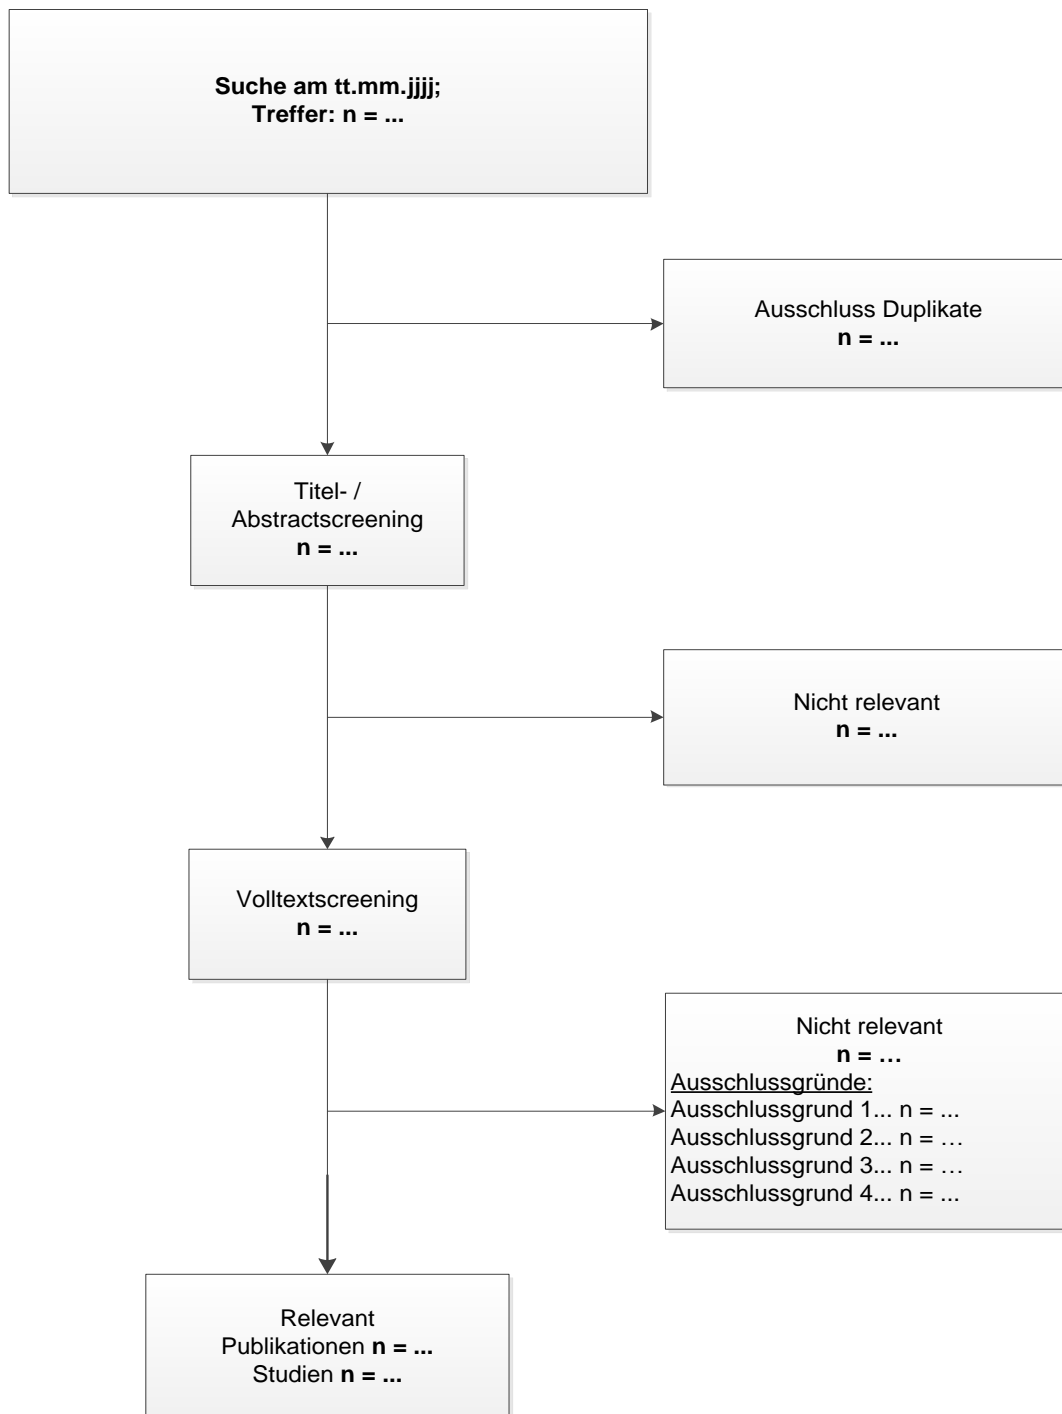 Suche am tt.mm.jjjj;
Treffer: n = ...
Ausschluss Duplikate
n = ...
Titel- /
Abstractscreening
n = ...
Nicht relevant
n = ...
Volltextscreening
n = ...
Nicht relevant
n = …
Ausschlussgründe:
Ausschlussgrund 1... n = ...
Ausschlussgrund 2... n = …
Ausschlussgrund 3... n = …
Ausschlussgrund 4... n = ...
Relevant
Publikationen n = ...
Studien n = ...